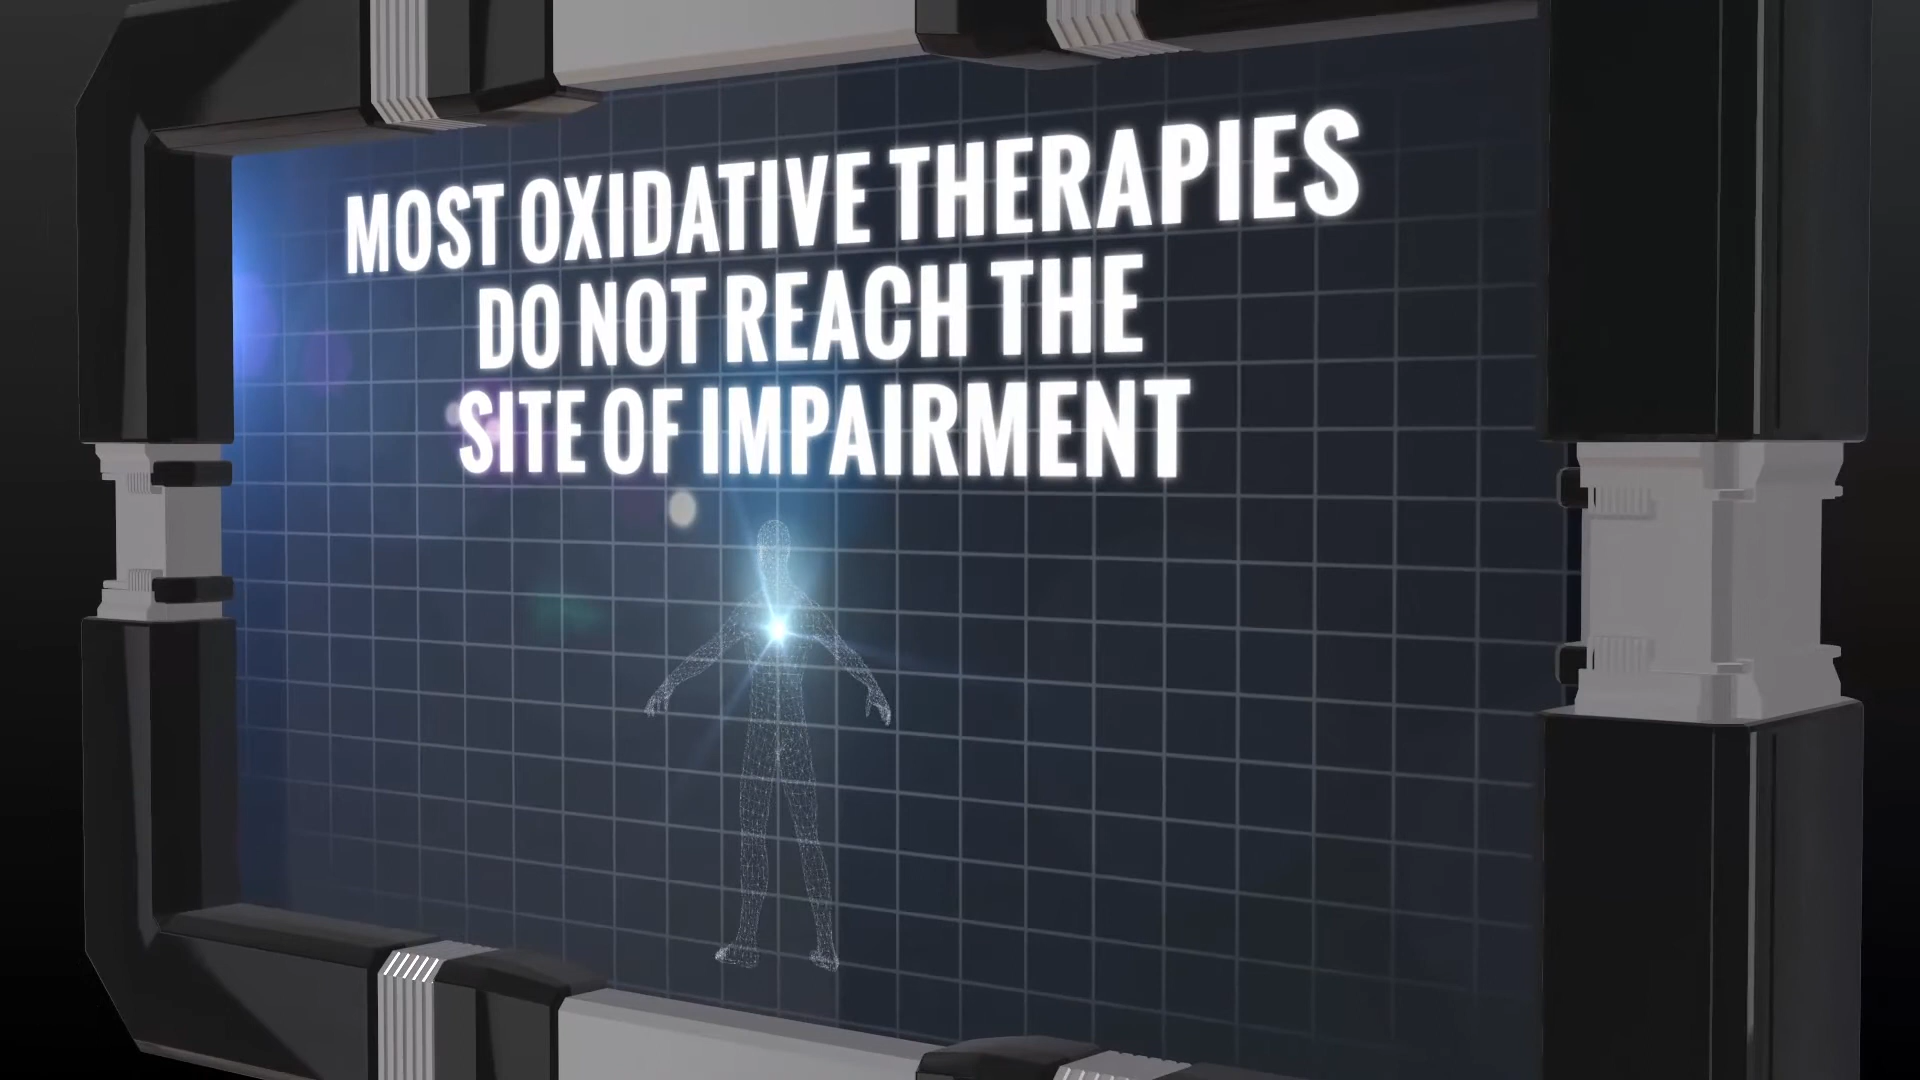 MOST OXIDATIVE THERAPIES
DO NOT REACH THE
SITE OF IMPAIRMENT